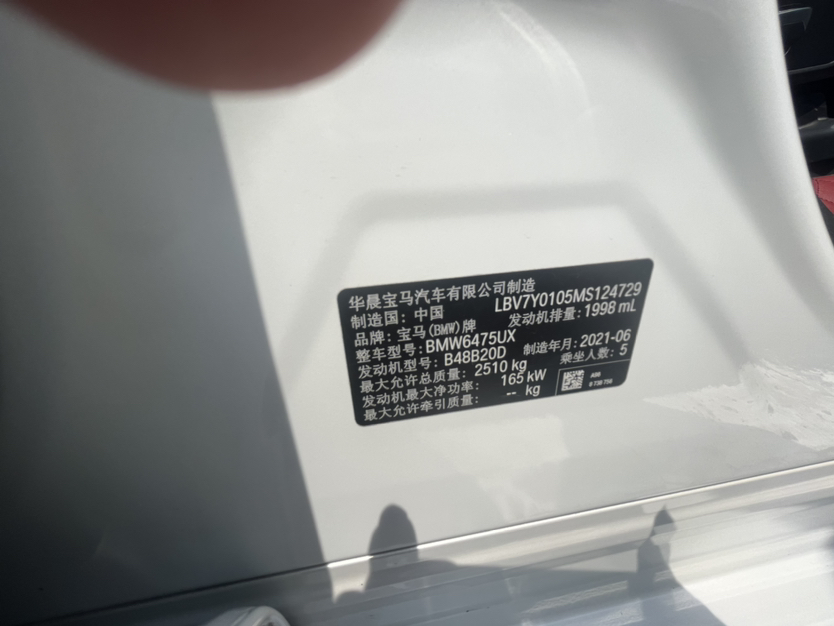 华晨宝马汽车有限公司制造
制造国：中国 LBV7Y0105MS124729
品牌：宝马(BMW)牌 发动机排量：1998 mL
整车型号：BMW6475UX
发动机型号：B48B20D 制造年月：2021-06
最大允许总质量：2510 kg 乘坐人数：5
发动机最大净功率：165 kW
最大允许牵引质量：-- kg